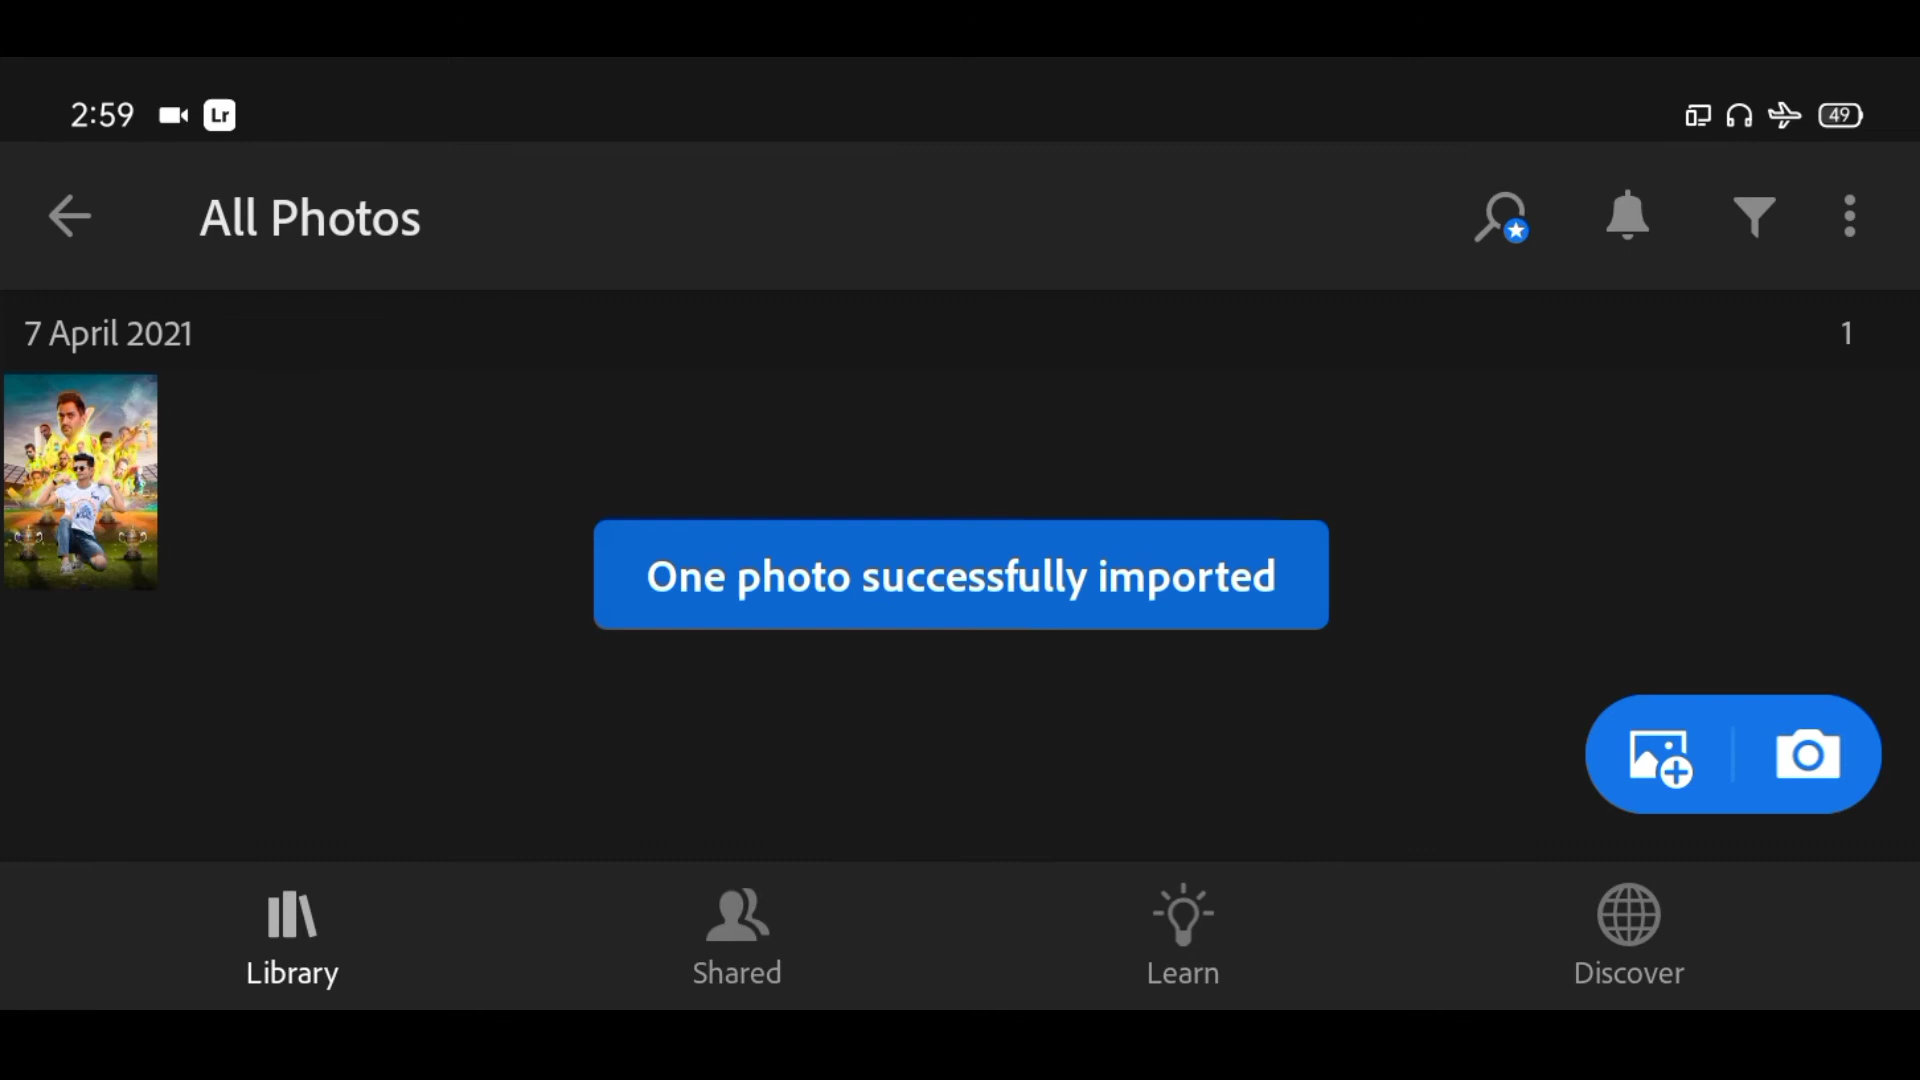 2:59 Lr 49
All Photos
7 April 2021 1
One photo successfully imported
Library Shared Learn Discover